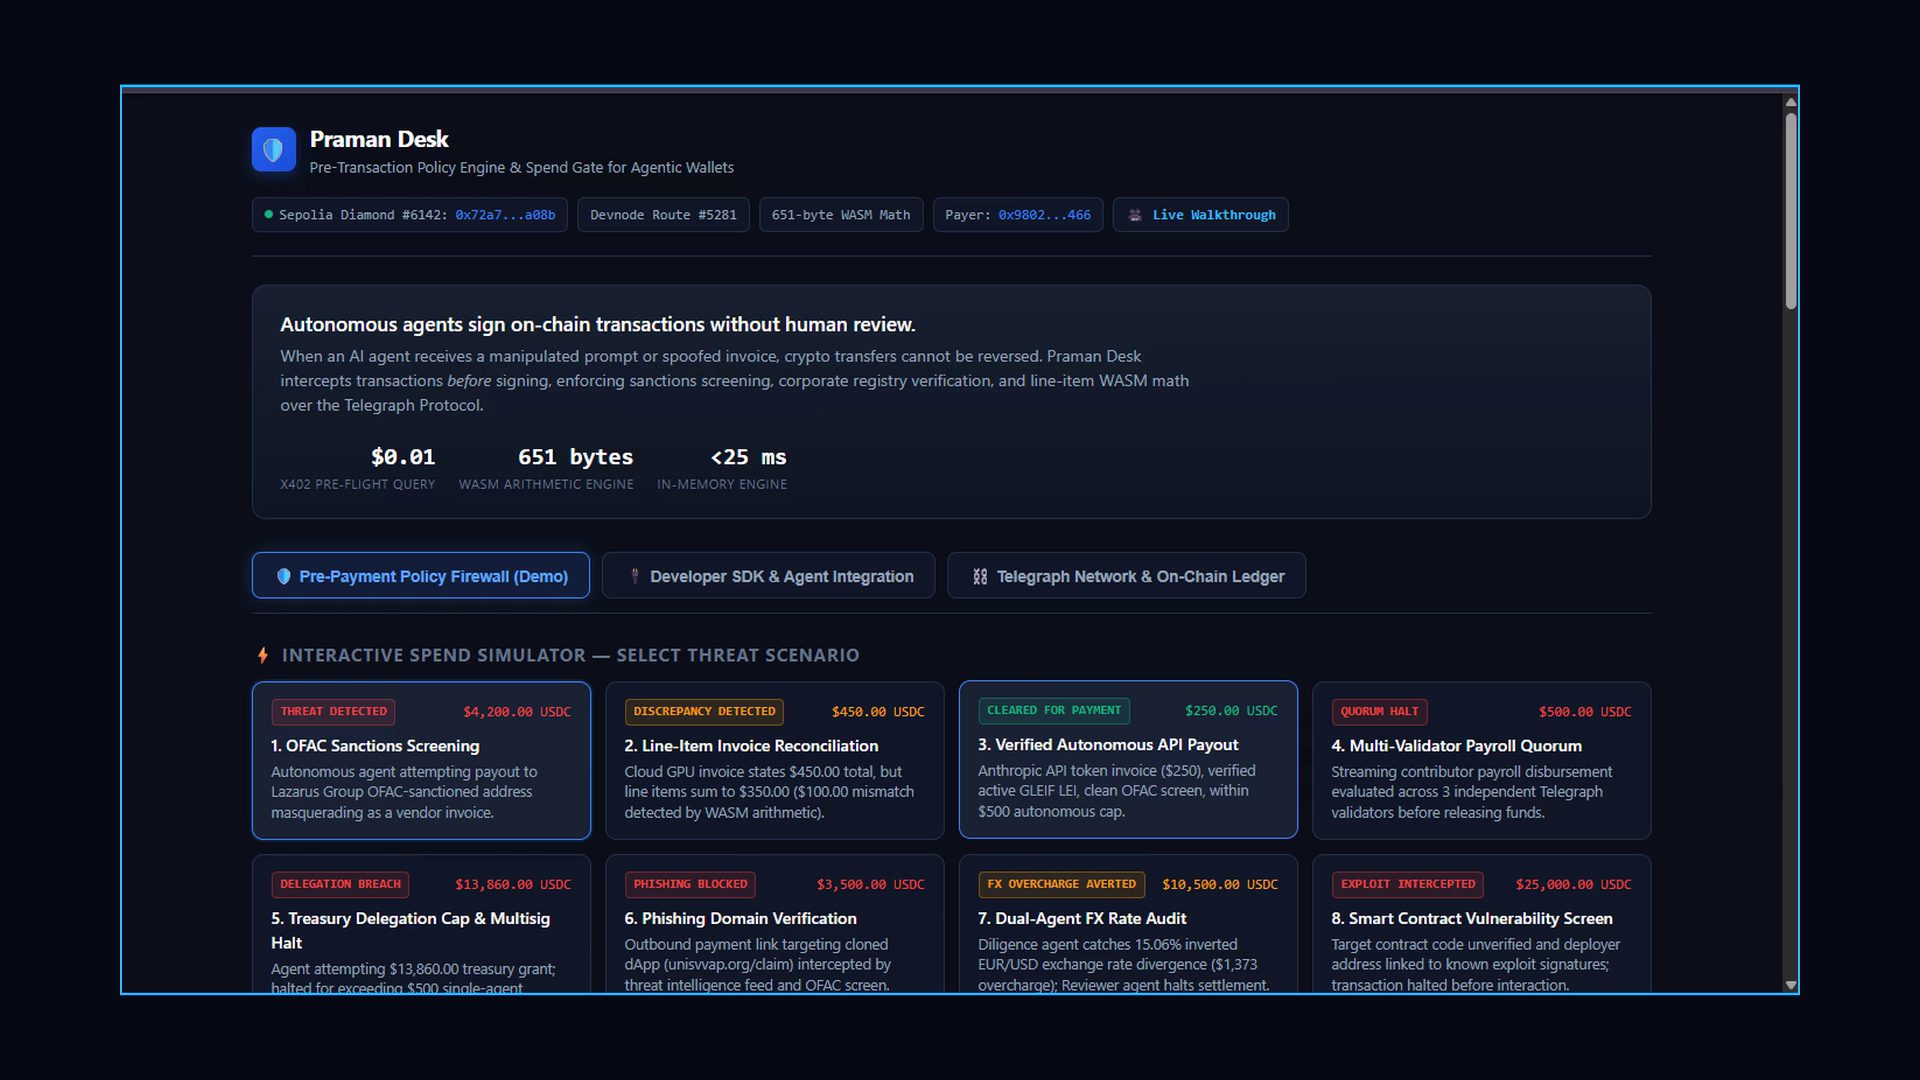 Praman Desk
Pre-Transaction Policy Engine & Spend Gate for Agentic Wallets
Sepolia Diamond #6142: 0x72a7...a08b
Devnode Route #5281
651-byte WASM Math
Payer: 0x9802...466
Live Walkthrough
Autonomous agents sign on-chain transactions without human review.
When an AI agent receives a manipulated prompt or spoofed invoice, crypto transfers cannot be reversed. Praman Desk
intercepts transactions before signing, enforcing sanctions screening, corporate registry verification, and line-item WASM math
over the Telegraph Protocol.
$0.01 651 bytes <25 ms
X402 PRE-FLIGHT QUERY WASM ARITHMETIC ENGINE IN-MEMORY ENGINE
Pre-Payment Policy Firewall (Demo)
Developer SDK & Agent Integration
Telegraph Network & On-Chain Ledger
INTERACTIVE SPEND SIMULATOR — SELECT THREAT SCENARIO
THREAT DETECTED $4,200.00 USDC
1. OFAC Sanctions Screening
Autonomous agent attempting payout to
Lazarus Group OFAC-sanctioned address
masquerading as a vendor invoice.
DISCREPANCY DETECTED $450.00 USDC
2. Line-Item Invoice Reconciliation
Cloud GPU invoice states $450.00 total, but
line items sum to $350.00 ($100.00 mismatch
detected by WASM arithmetic).
CLEARED FOR PAYMENT $250.00 USDC
3. Verified Autonomous API Payout
Anthropic API token invoice ($250), verified
active GLEIF LEI, clean OFAC screen, within
$500 autonomous cap.
QUORUM HALT $500.00 USDC
4. Multi-Validator Payroll Quorum
Streaming contributor payroll disbursement
evaluated across 3 independent Telegraph
validators before releasing funds.
DELEGATION BREACH $13,860.00 USDC
5. Treasury Delegation Cap & Multisig
Halt
Agent attempting $13,860.00 treasury grant;
halted for exceeding $500 single-agent
PHISHING BLOCKED $3,500.00 USDC
6. Phishing Domain Verification
Outbound payment link targeting cloned
dApp (unisvvap.org/claim) intercepted by
threat intelligence feed and OFAC screen.
FX OVERCHARGE AVERTED $10,500.00 USDC
7. Dual-Agent FX Rate Audit
Diligence agent catches 15.06% inverted
EUR/USD exchange rate divergence ($1,373
overcharge); Reviewer agent halts settlement.
EXPLOIT INTERCEPTED $25,000.00 USDC
8. Smart Contract Vulnerability Screen
Target contract code unverified and deployer
address linked to known exploit signatures;
transaction halted before interaction.